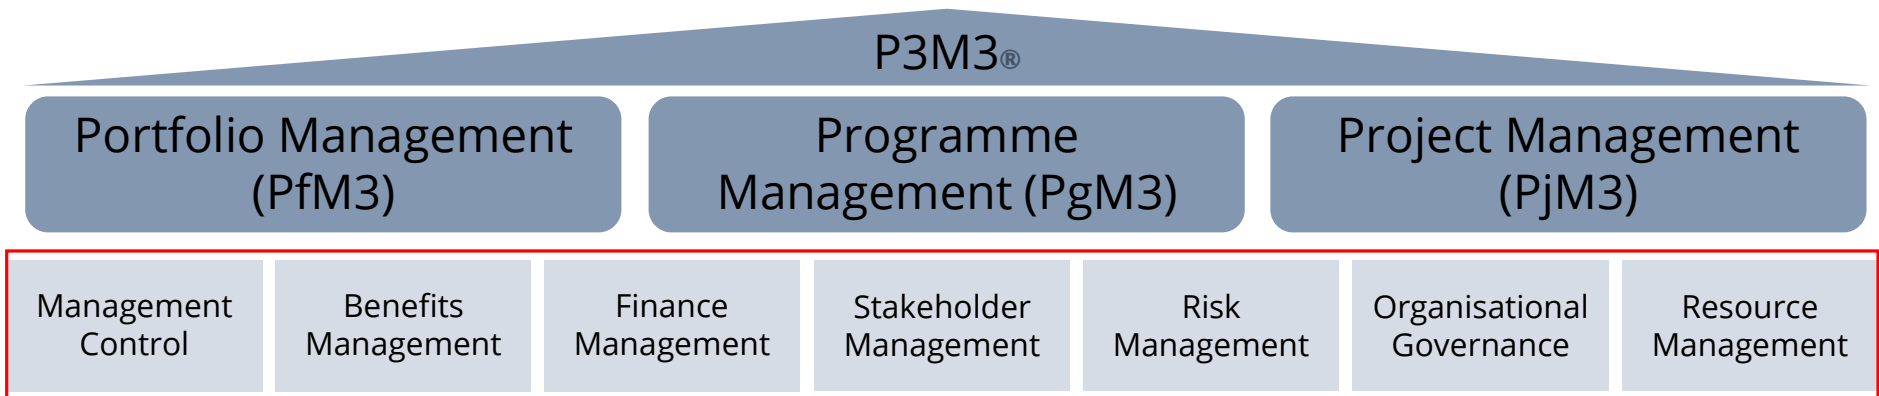 P3M3®
Portfolio Management
(PfM3)
Programme
Management (PgM3)
Project Management
(PjM3)
Management
Control
Benefits
Management
Finance
Management
Stakeholder
Management
Risk
Management
Organisational
Governance
Resource
Management